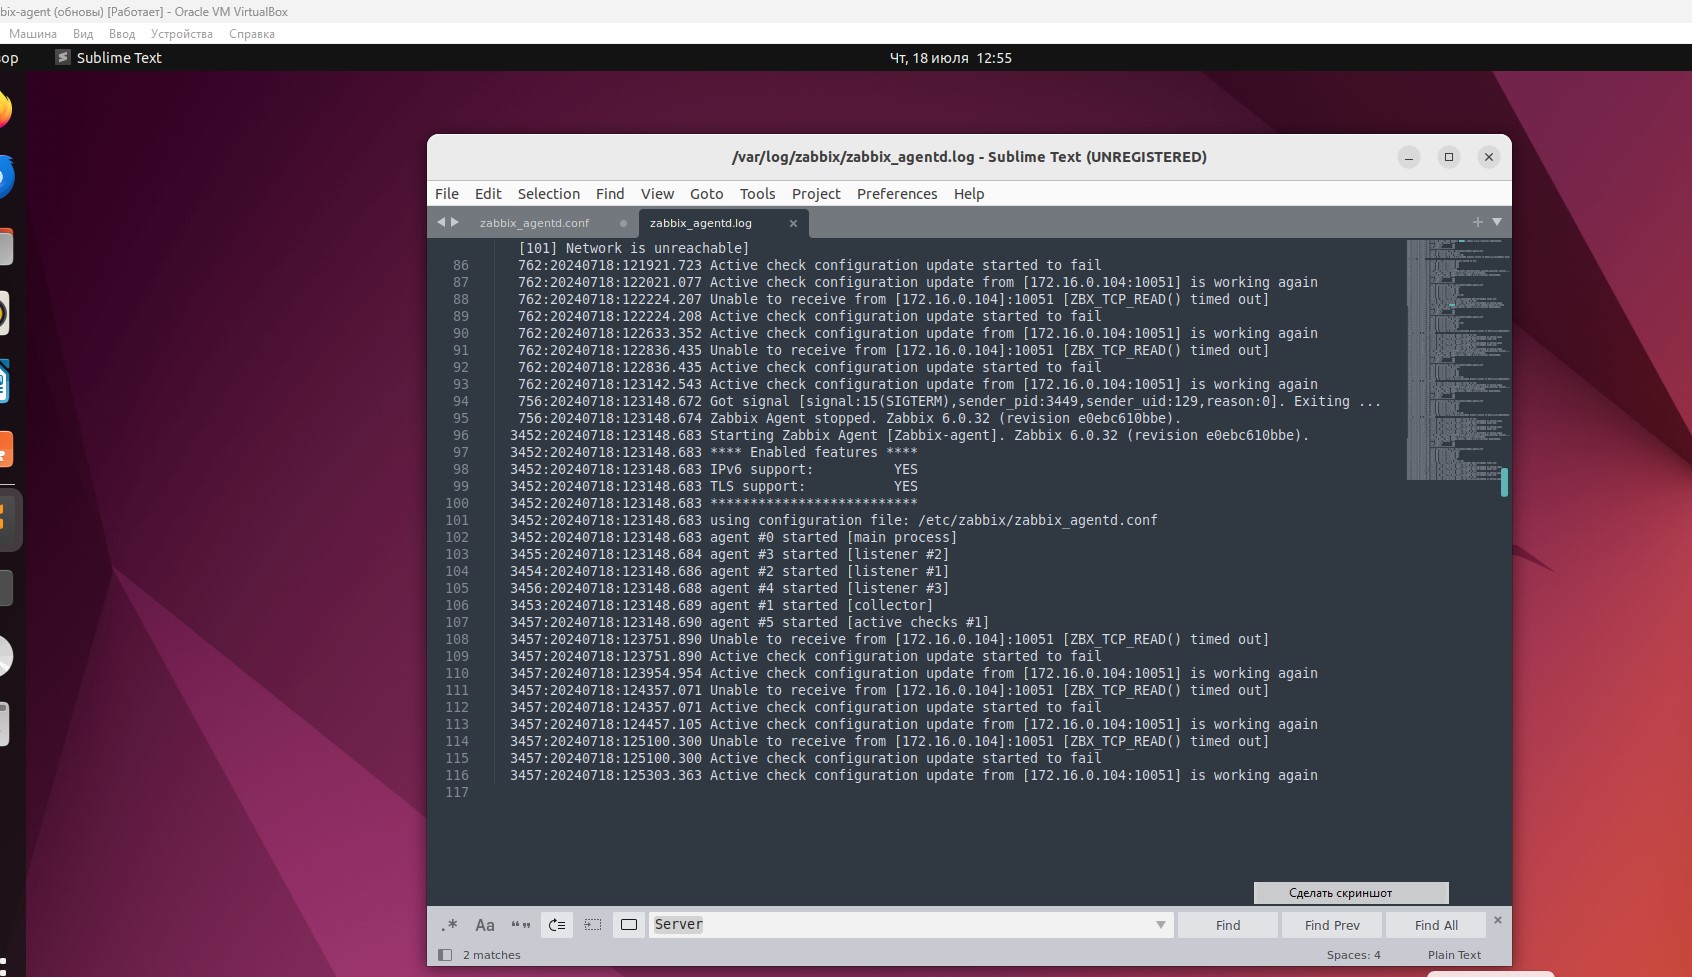 bix-agent (обновы) [Работает] - Oracle VM VirtualBox
Машина Вид Ввод Устройства Справка
ор Sublime Text Чт, 18 июля 12:55
/var/log/zabbix/zabbix_agentd.log - Sublime Text (UNREGISTERED)
File Edit Selection Find View Goto Tools Project Preferences Help
zabbix_agentd.conf zabbix_agentd.log
[101] Network is unreachable]
86 762:20240718:121921.723 Active check configuration update started to fail
87 762:20240718:122021.077 Active check configuration update from [172.16.0.104:10051] is working again
88 762:20240718:122224.207 Unable to receive from [172.16.0.104]:10051 [ZBX_TCP_READ() timed out]
89 762:20240718:122224.208 Active check configuration update started to fail
90 762:20240718:122633.352 Active check configuration update from [172.16.0.104:10051] is working again
91 762:20240718:122836.435 Unable to receive from [172.16.0.104]:10051 [ZBX_TCP_READ() timed out]
92 762:20240718:122836.435 Active check configuration update started to fail
93 762:20240718:123142.543 Active check configuration update from [172.16.0.104:10051] is working again
94 756:20240718:123148.672 Got signal [signal:15(SIGTERM),sender_pid:3449,sender_uid:129,reason:0]. Exiting ...
95 756:20240718:123148.674 Zabbix Agent stopped. Zabbix 6.0.32 (revision e0ebc610bbe).
96 3452:20240718:123148.683 Starting Zabbix Agent [Zabbix-agent]. Zabbix 6.0.32 (revision e0ebc610bbe).
97 3452:20240718:123148.683 **** Enabled features ****
98 3452:20240718:123148.683 IPv6 support: YES
99 3452:20240718:123148.683 TLS support: YES
100 3452:20240718:123148.683 **************************
101 3452:20240718:123148.683 using configuration file: /etc/zabbix/zabbix_agentd.conf
102 3452:20240718:123148.683 agent #0 started [main process]
103 3455:20240718:123148.684 agent #3 started [listener #2]
104 3454:20240718:123148.686 agent #2 started [listener #1]
105 3456:20240718:123148.688 agent #4 started [listener #3]
106 3453:20240718:123148.689 agent #1 started [collector]
107 3457:20240718:123148.690 agent #5 started [active checks #1]
108 3457:20240718:123751.890 Unable to receive from [172.16.0.104]:10051 [ZBX_TCP_READ() timed out]
109 3457:20240718:123751.890 Active check configuration update started to fail
110 3457:20240718:123954.954 Active check configuration update from [172.16.0.104:10051] is working again
111 3457:20240718:124357.071 Unable to receive from [172.16.0.104]:10051 [ZBX_TCP_READ() timed out]
112 3457:20240718:124357.071 Active check configuration update started to fail
113 3457:20240718:124457.105 Active check configuration update from [172.16.0.104:10051] is working again
114 3457:20240718:125100.300 Unable to receive from [172.16.0.104]:10051 [ZBX_TCP_READ() timed out]
115 3457:20240718:125100.300 Active check configuration update started to fail
116 3457:20240718:125303.363 Active check configuration update from [172.16.0.104:10051] is working again
117
Сделать скриншот
.* Aa “” Server Find Find Prev Find All
2 matches Spaces: 4 Plain Text